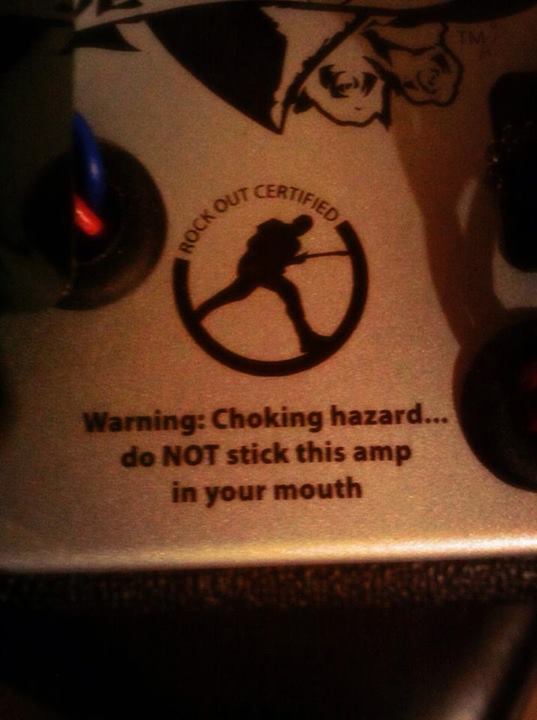 TM
ROCK OUT CERTIFIED
Warning: Choking hazard...
do NOT stick this amp
in your mouth